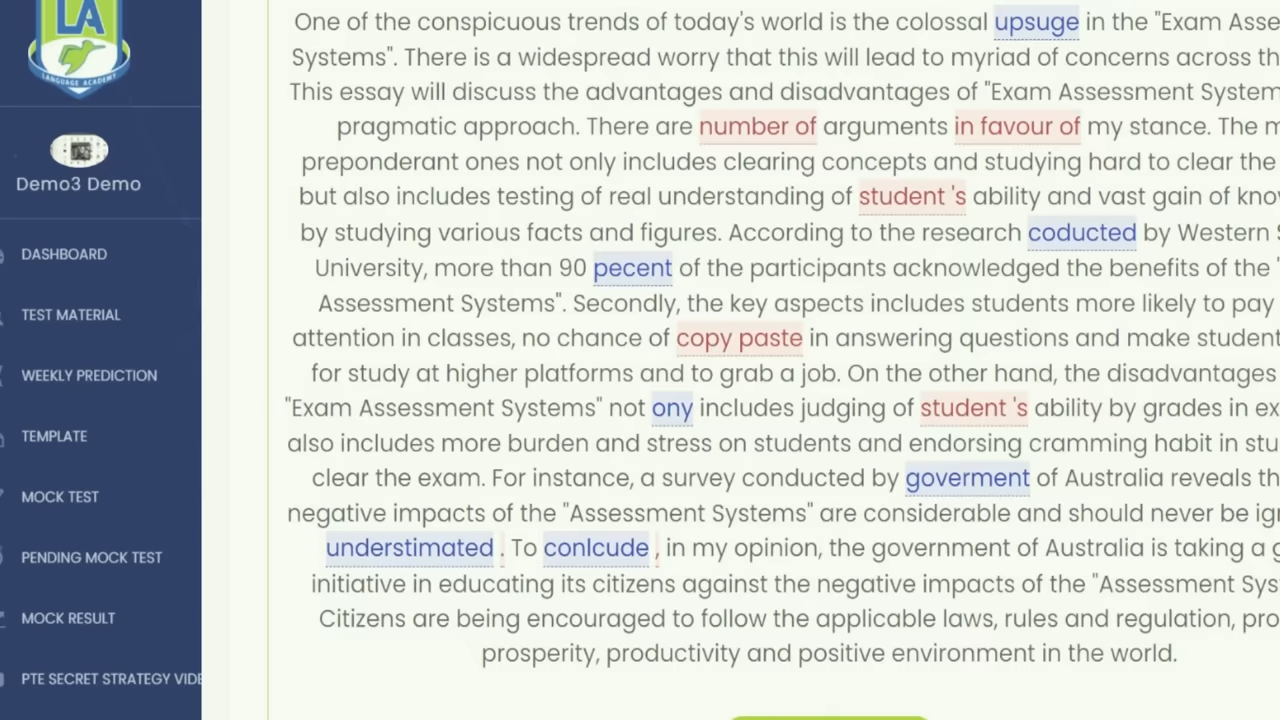 LA
LANGUAGE ACADEMY
Demo3 Demo
DASHBOARD
TEST MATERIAL
WEEKLY PREDICTION
TEMPLATE
MOCK TEST
PENDING MOCK TEST
MOCK RESULT
PTE SECRET STRATEGY VIDE
One of the conspicuous trends of today's world is the colossal upsuge in the "Exam Asse
Systems". There is a widespread worry that this will lead to myriad of concerns across th
This essay will discuss the advantages and disadvantages of "Exam Assessment System
pragmatic approach. There are number of arguments in favour of my stance. The m
preponderant ones not only includes clearing concepts and studying hard to clear the
but also includes testing of real understanding of student 's ability and vast gain of kno
by studying various facts and figures. According to the research coducted by Western S
University, more than 90 pecent of the participants acknowledged the benefits of the "
Assessment Systems". Secondly, the key aspects includes students more likely to pay
attention in classes, no chance of copy paste in answering questions and make student
for study at higher platforms and to grab a job. On the other hand, the disadvantages
"Exam Assessment Systems" not ony includes judging of student 's ability by grades in ex
also includes more burden and stress on students and endorsing cramming habit in stu
clear the exam. For instance, a survey conducted by goverment of Australia reveals th
negative impacts of the "Assessment Systems" are considerable and should never be ig
understimated . To conlcude , in my opinion, the government of Australia is taking a g
initiative in educating its citizens against the negative impacts of the "Assessment Sys
Citizens are being encouraged to follow the applicable laws, rules and regulation, pro
prosperity, productivity and positive environment in the world.